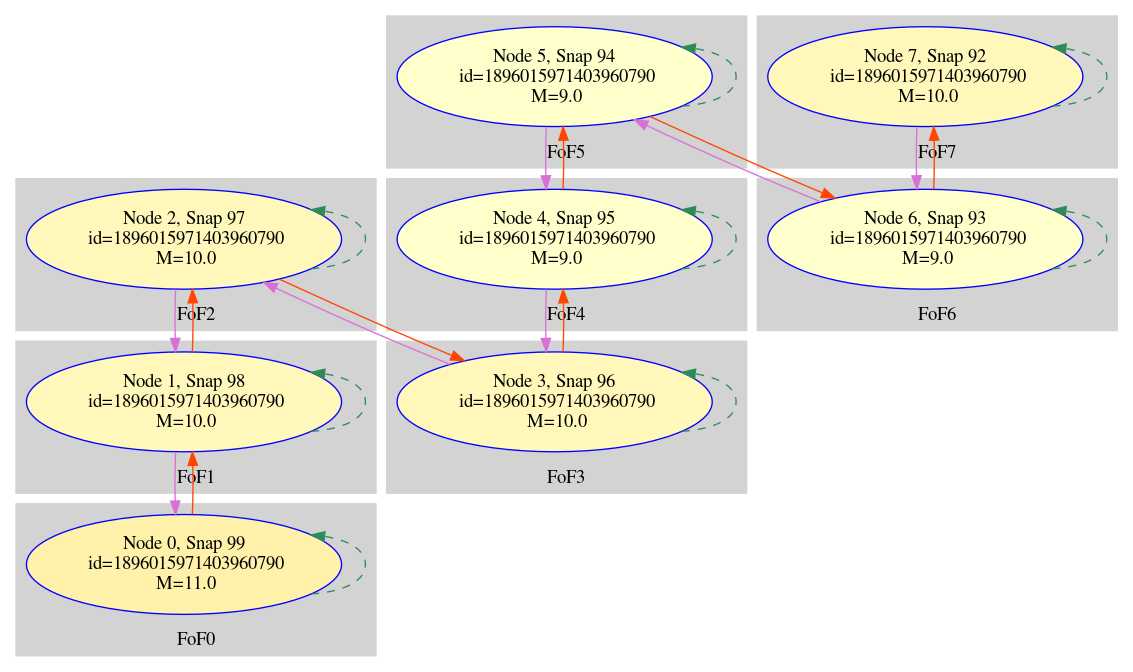 Node 5, Snap 94
id=1896015971403960790
M=9.0
FoF5
Node 7, Snap 92
id=1896015971403960790
M=10.0
FoF7
Node 2, Snap 97
id=1896015971403960790
M=10.0
FoF2
Node 4, Snap 95
id=1896015971403960790
M=9.0
FoF4
Node 6, Snap 93
id=1896015971403960790
M=9.0
FoF6
Node 1, Snap 98
id=1896015971403960790
M=10.0
FoF1
Node 3, Snap 96
id=1896015971403960790
M=10.0
FoF3
Node 0, Snap 99
id=1896015971403960790
M=11.0
FoF0